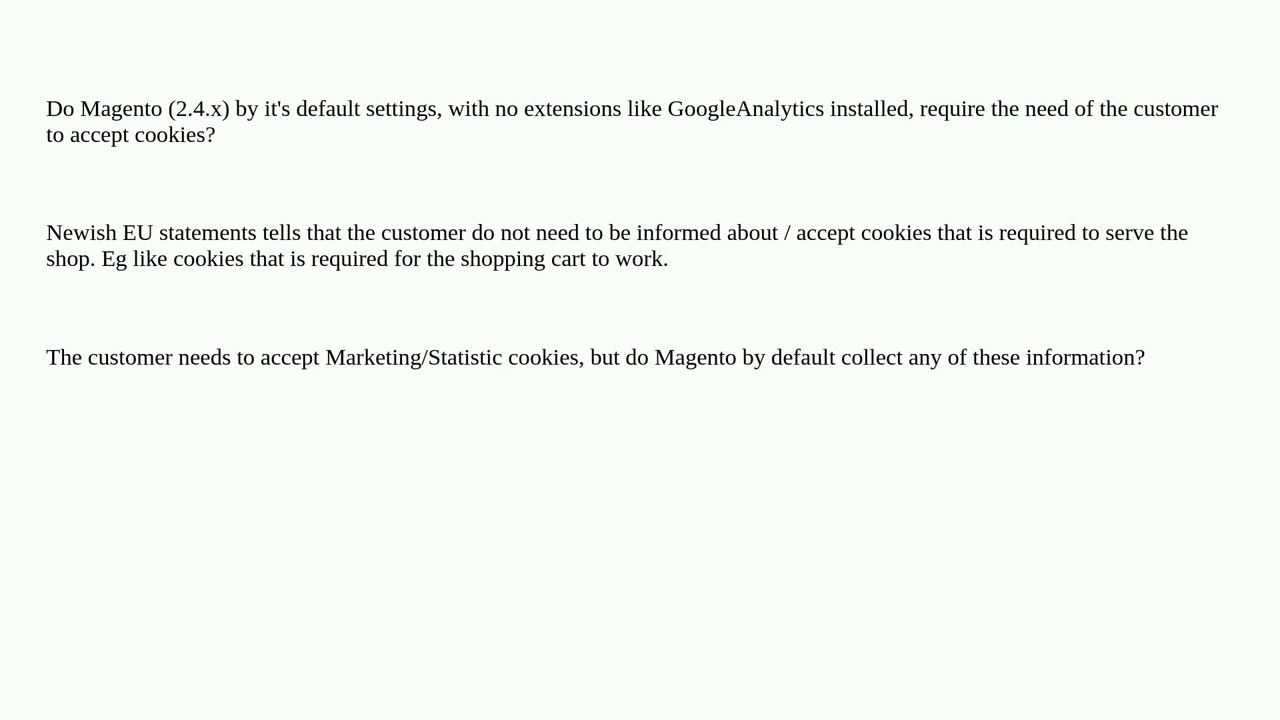 Do Magento (2.4.x) by it's default settings, with no extensions like GoogleAnalytics installed, require the need of the customer
to accept cookies?
Newish EU statements tells that the customer do not need to be informed about / accept cookies that is required to serve the
shop. Eg like cookies that is required for the shopping cart to work.
The customer needs to accept Marketing/Statistic cookies, but do Magento by default collect any of these information?